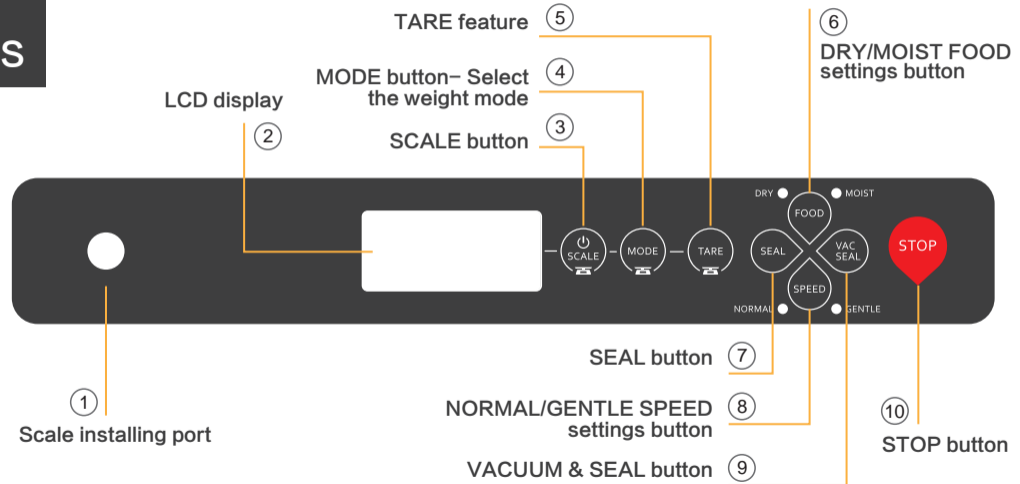 S
TARE feature ⑤
MODE button– Select ④
the weight mode
SCALE button ③
LCD display
②
⑥
DRY/MOIST FOOD
settings button
DRY MOIST
FOOD
SCALE
MODE
TARE
SEAL
VAC
SEAL
SPEED
NORMAL GENTLE
STOP
①
Scale installing port
SEAL button ⑦
NORMAL/GENTLE SPEED ⑧
settings button
VACUUM & SEAL button ⑨
⑩
STOP button